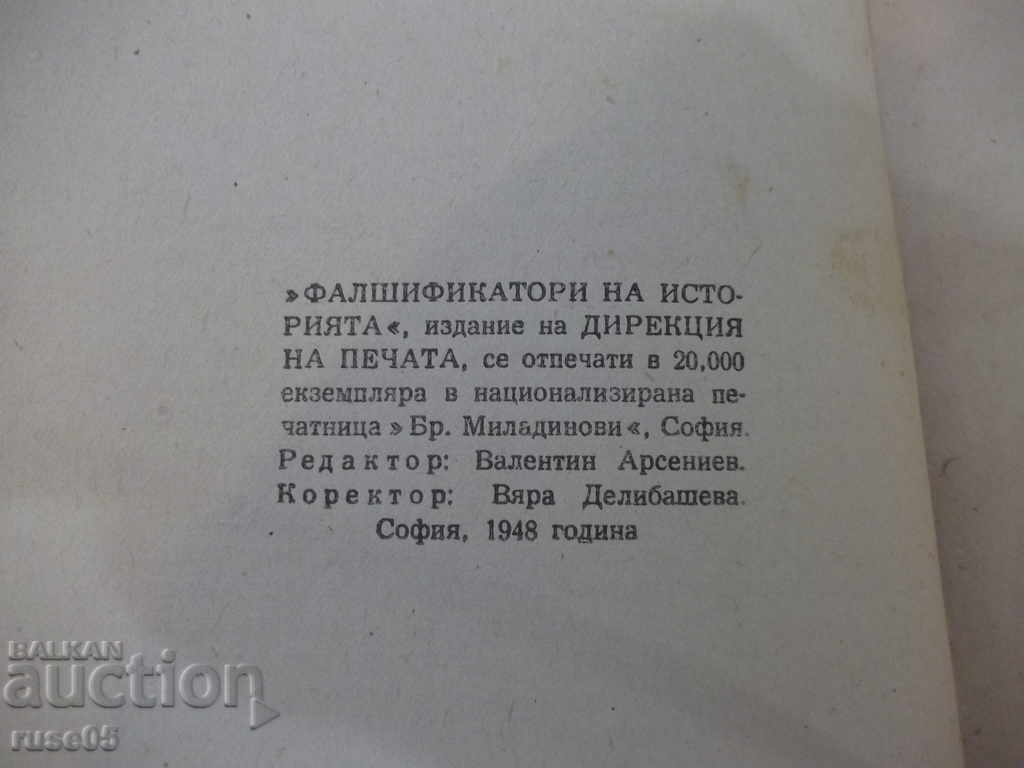 »ФАЛШИФИКАТОРИ НА ИСТО-
РИЯТА«, издание на ДИРЕКЦИЯ
НА ПЕЧАТА, се отпечати в 20,000
екземпляра в национализирана пе-
чатница »Бр. Миладинови«, София.
Редактор: Валентин Арсениев.
Коректор: Вяра Делибашева.
София, 1948 година
BALKAN
auction
ruse05